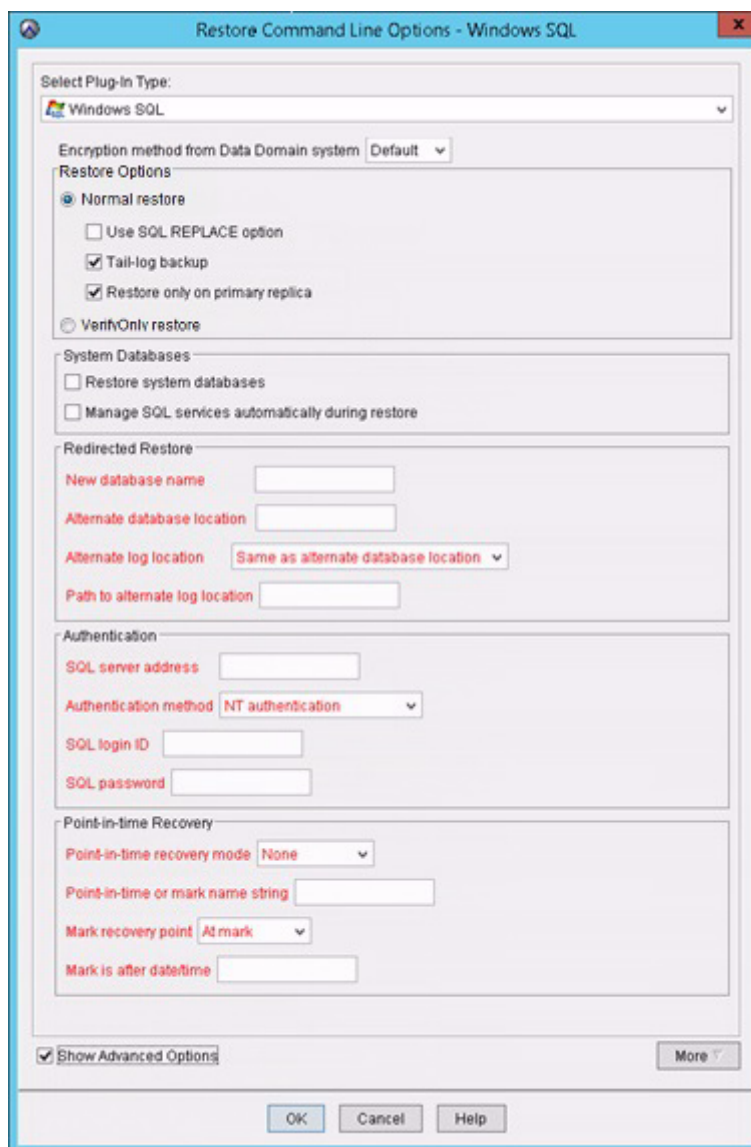 Restore Command Line Options - Windows SQL
x
Select Plug-In Type:
Windows SQL
Encryption method from Data Domain system Default
Restore Options
Normal restore
Use SQL REPLACE option
Tail-log backup
Restore only on primary replica
VerifyOnly restore
System Databases
Restore system databases
Manage SQL services automatically during restore
Redirected Restore
New database name
Alternate database location
Alternate log location Same as alternate database location
Path to alternate log location
Authentication
SQL server address
Authentication method NT authentication
SQL login ID
SQL password
Point-in-time Recovery
Point-in-time recovery mode None
Point-in-time or mark name string
Mark recovery point At mark
Mark is after date/time
Show Advanced Options More
OK Cancel Help